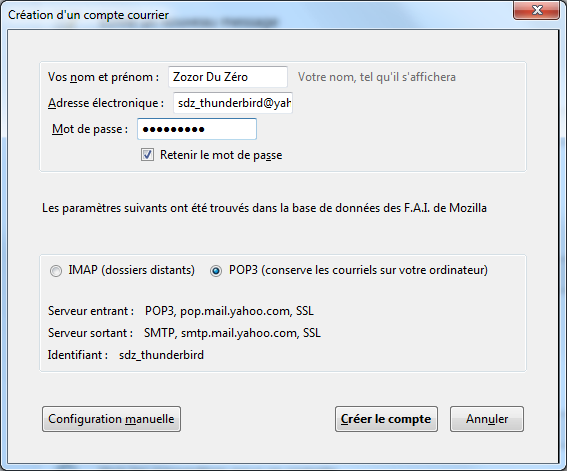 Création d'un compte courrier
Vos nom et prénom : Zozor Du Zéro Votre nom, tel qu'il s'affichera
Adresse électronique : sdz_thunderbird@yah
Mot de passe : ●●●●●●●●●
Retenir le mot de passe
Les paramètres suivants ont été trouvés dans la base de données des F.A.I. de Mozilla
IMAP (dossiers distants) POP3 (conserve les courriels sur votre ordinateur)
Serveur entrant : POP3, pop.mail.yahoo.com, SSL
Serveur sortant : SMTP, smtp.mail.yahoo.com, SSL
Identifiant : sdz_thunderbird
Configuration manuelle Créer le compte Annuler